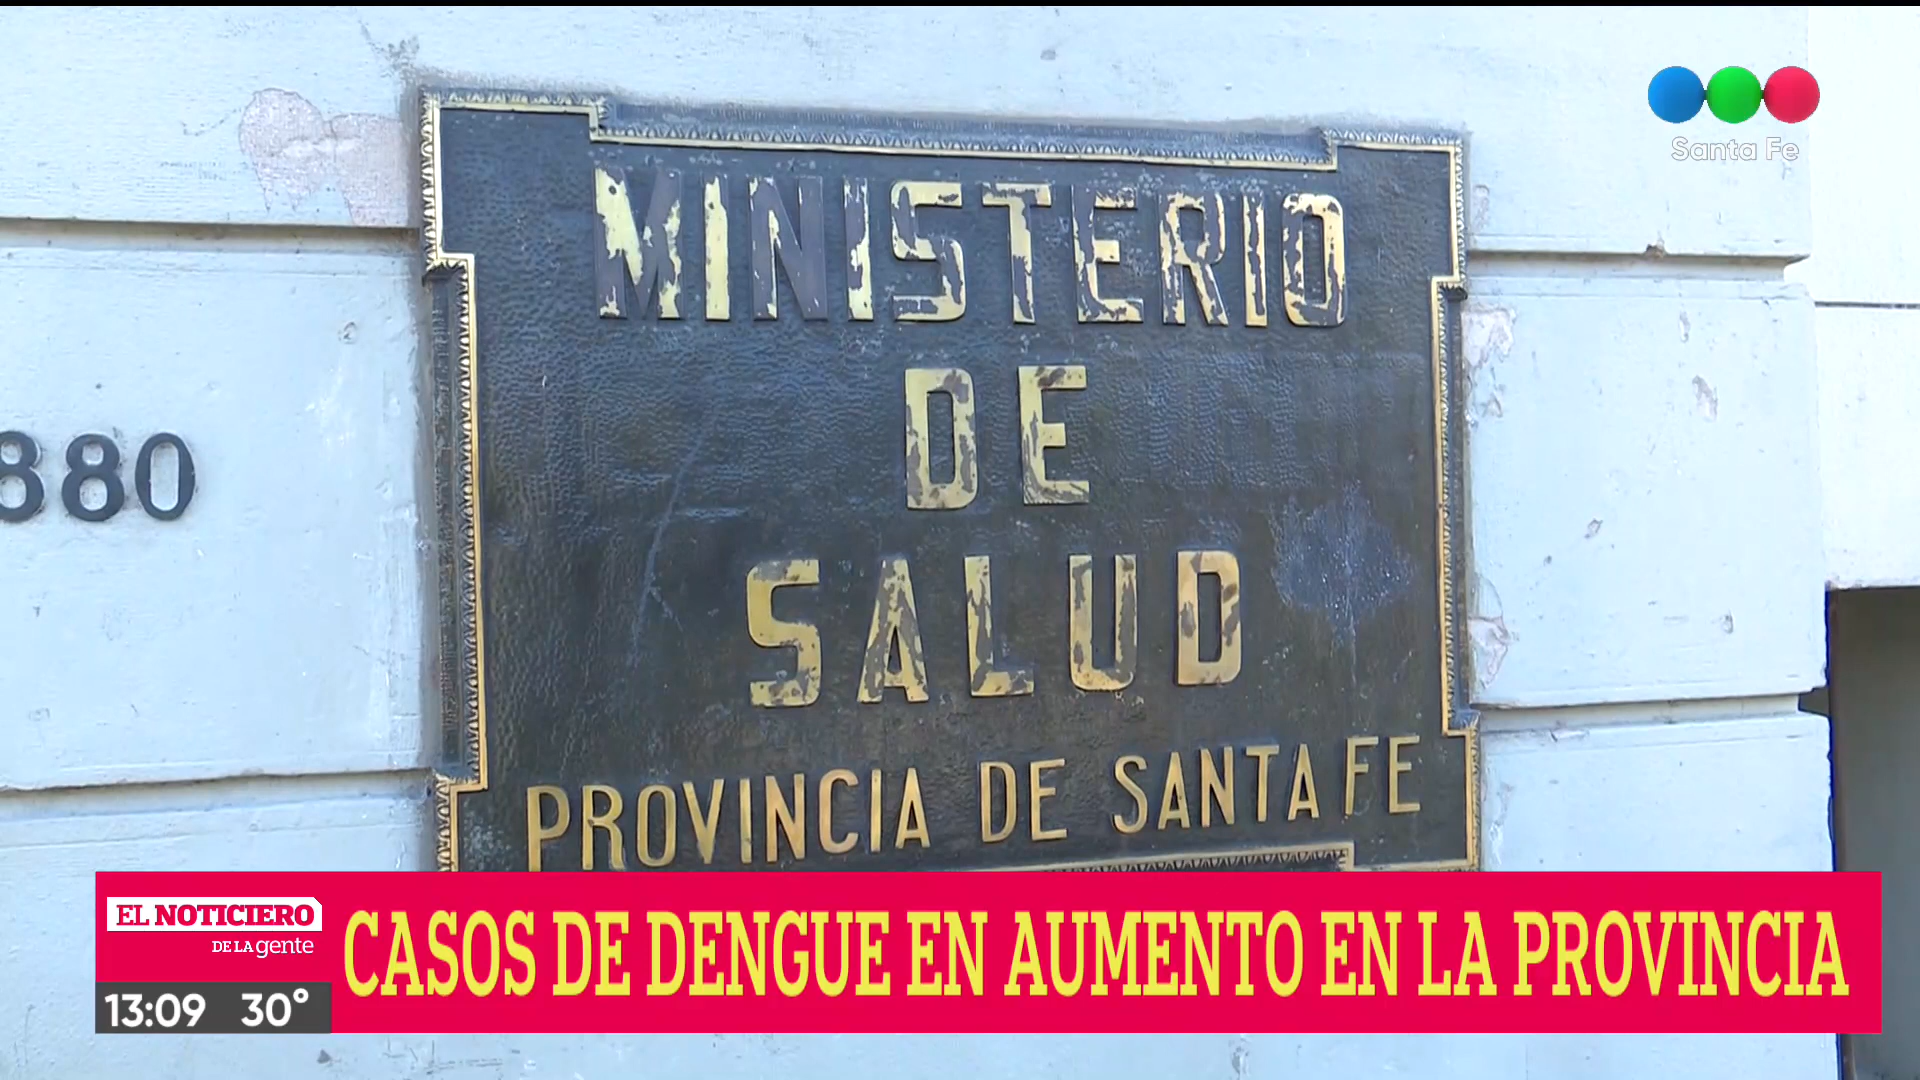 Santa Fe
MINISTERIO
DE
880
SALUD
PROVINCIA DE SANTA FE
EL NOTICIERO
DE LA gente
CASOS DE DENGUE EN AUMENTO EN LA PROVINCIA
13:09 30°